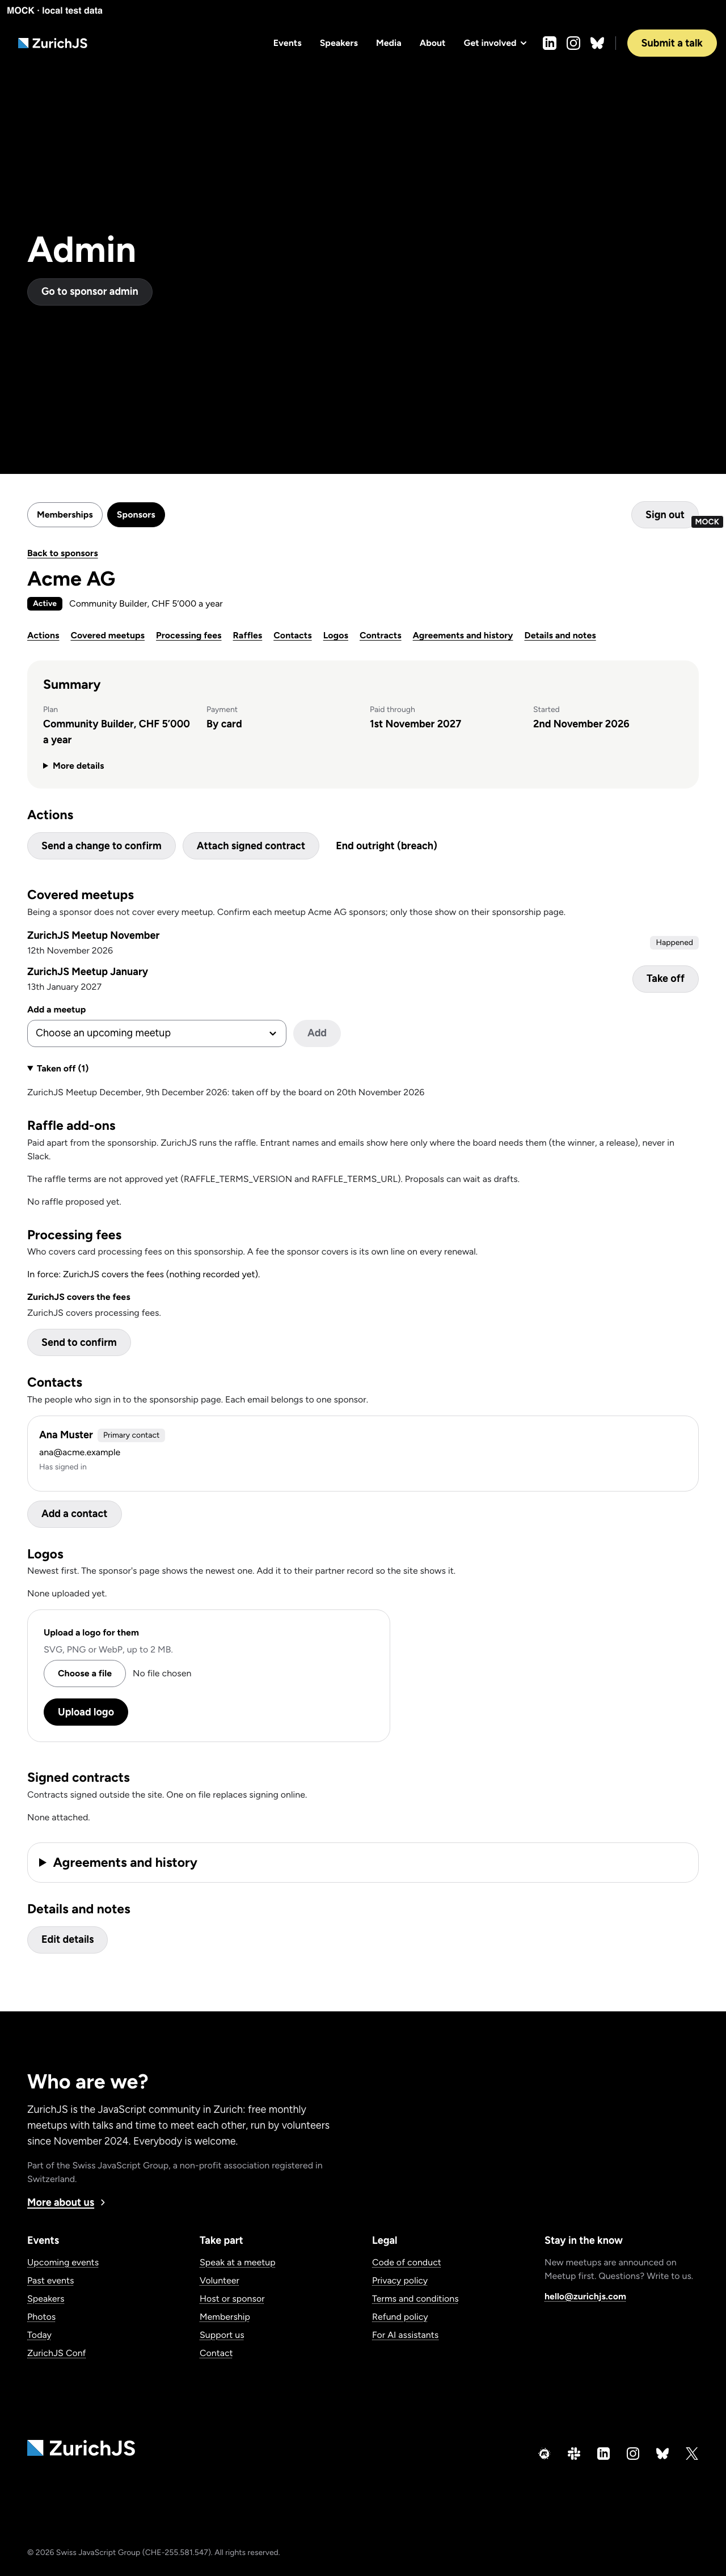 MOCK · local test data
ZurichJS
Events
Speakers
Media
About
Get involved
Submit a talk
Admin
Go to sponsor admin
Memberships
Sponsors
Sign out
MOCK
Back to sponsors
Acme AG
Active
Community Builder, CHF 5’000 a year
Actions
Covered meetups
Processing fees
Raffles
Contacts
Logos
Contracts
Agreements and history
Details and notes
Summary
Plan
Community Builder, CHF 5’000
a year
Payment
By card
Paid through
1st November 2027
Started
2nd November 2026
More details
Actions
Send a change to confirm
Attach signed contract
End outright (breach)
Covered meetups
Being a sponsor does not cover every meetup. Confirm each meetup Acme AG sponsors; only those show on their sponsorship page.
ZurichJS Meetup November
12th November 2026
Happened
ZurichJS Meetup January
13th January 2027
Take off
Add a meetup
Choose an upcoming meetup
Add
Taken off (1)
ZurichJS Meetup December, 9th December 2026: taken off by the board on 20th November 2026
Raffle add-ons
Paid apart from the sponsorship. ZurichJS runs the raffle. Entrant names and emails show here only where the board needs them (the winner, a release), never in
Slack.
The raffle terms are not approved yet (RAFFLE_TERMS_VERSION and RAFFLE_TERMS_URL). Proposals can wait as drafts.
No raffle proposed yet.
Processing fees
Who covers card processing fees on this sponsorship. A fee the sponsor covers is its own line on every renewal.
In force: ZurichJS covers the fees (nothing recorded yet).
ZurichJS covers the fees
ZurichJS covers processing fees.
Send to confirm
Contacts
The people who sign in to the sponsorship page. Each email belongs to one sponsor.
Ana Muster
Primary contact
ana@acme.example
Has signed in
Add a contact
Logos
Newest first. The sponsor's page shows the newest one. Add it to their partner record so the site shows it.
None uploaded yet.
Upload a logo for them
SVG, PNG or WebP, up to 2 MB.
Choose a file
No file chosen
Upload logo
Signed contracts
Contracts signed outside the site. One on file replaces signing online.
None attached.
Agreements and history
Details and notes
Edit details
Who are we?
ZurichJS is the JavaScript community in Zurich: free monthly
meetups with talks and time to meet each other, run by volunteers
since November 2024. Everybody is welcome.
Part of the Swiss JavaScript Group, a non-profit association registered in
Switzerland.
More about us
Events
Upcoming events
Past events
Speakers
Photos
Today
ZurichJS Conf
Take part
Speak at a meetup
Volunteer
Host or sponsor
Membership
Support us
Contact
Legal
Code of conduct
Privacy policy
Terms and conditions
Refund policy
For AI assistants
Stay in the know
New meetups are announced on
Meetup first. Questions? Write to us.
hello@zurichjs.com
ZurichJS
© 2026 Swiss JavaScript Group (CHE-255.581.547). All rights reserved.